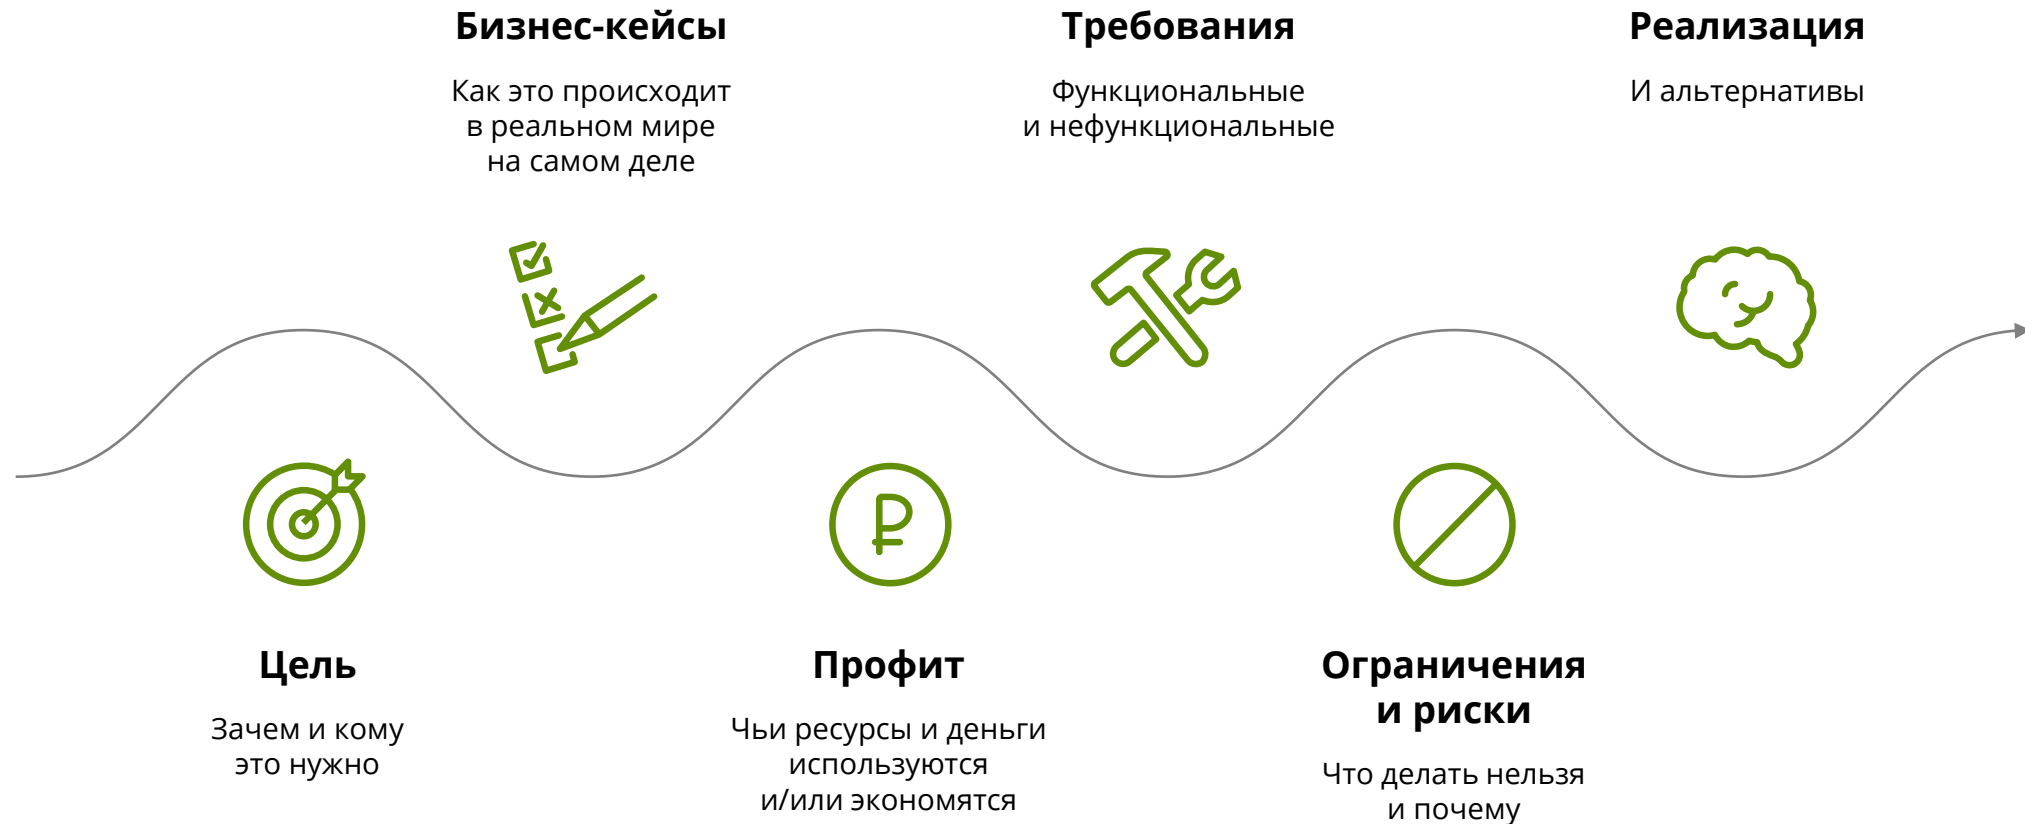 Бизнес-кейсы
Как это происходит
в реальном мире
на самом деле
Требования
Функциональные
и нефункциональные
Реализация
И альтернативы
Цель
Зачем и кому
это нужно
Профит
Чьи ресурсы и деньги
используются
и/или экономятся
Ограничения
и риски
Что делать нельзя
и почему